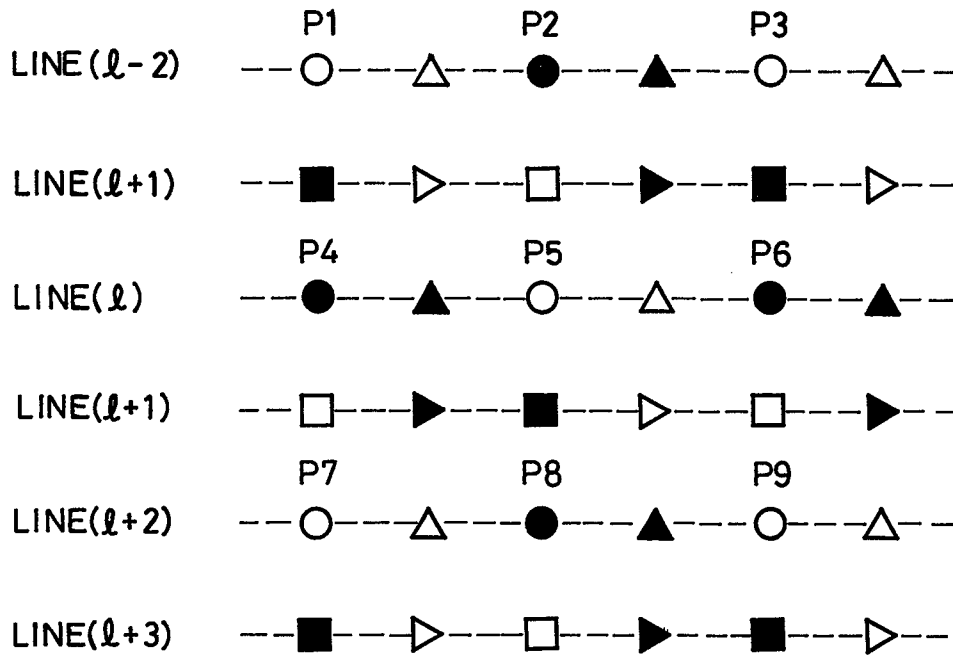 P1 P2 P3
LINE(ℓ-2)
LINE(ℓ+1)
P4 P5 P6
LINE(ℓ)
LINE(ℓ+1)
P7 P8 P9
LINE(ℓ+2)
LINE(ℓ+3)